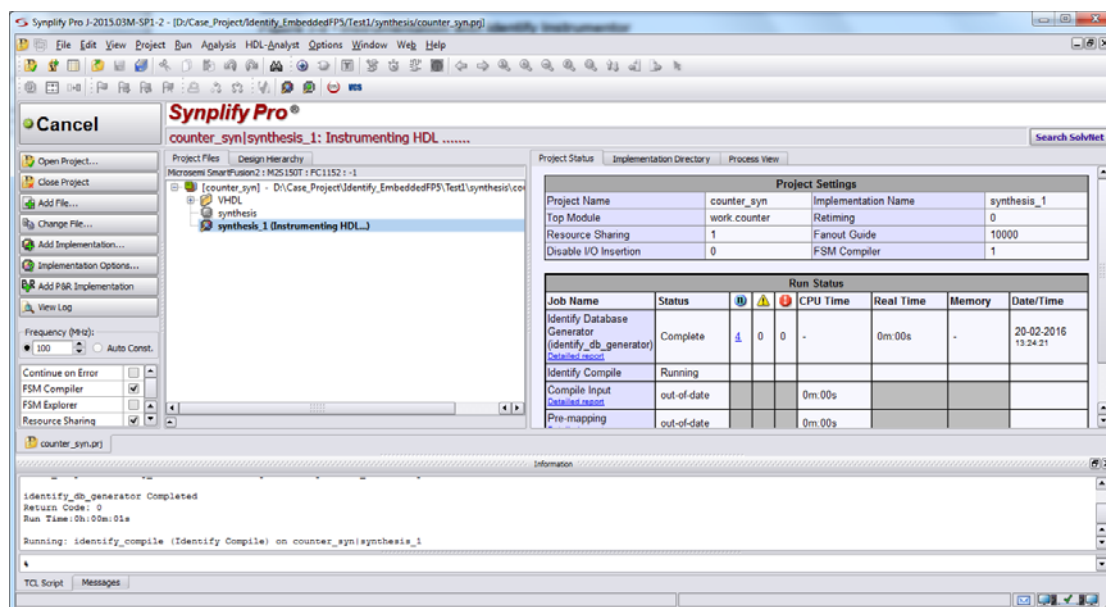 Synplify Pro J-2015.03M-SP1-2 - [D:/Case_Project/Identify_EmbeddedFP5/Test1/synthesis/counter_syn.prj]
File Edit View Project Run Analysis HDL-Analyst Options Window Web Help
VCS
Cancel
Synplify Pro®
counter_syn|synthesis_1: Instrumenting HDL .......
Search SolvNet
Open Project...
Close Project
Add File...
Change File...
Add Implementation...
Implementation Options...
Add P&R Implementation
View Log
Frequency (MHz):
100 Auto Const.
Continue on Error
FSM Compiler
FSM Explorer
Resource Sharing
Project Files Design Hierarchy
Microsemi SmartFusion2 : M2S150T : FC1152 : -1
[counter_syn] - D:\Case_Project\Identify_EmbeddedFP5\Test1\synthesis\co
VHDL
synthesis
synthesis_1 (Instrumenting HDL...)
Project Status Implementation Directory Process View
Project Settings
Project Name counter_syn Implementation Name synthesis_1
Top Module work.counter Retiming 0
Resource Sharing 1 Fanout Guide 10000
Disable I/O Insertion 0 FSM Compiler 1
Run Status
Job Name Status CPU Time Real Time Memory Date/Time
Identify Database
Generator
(identify_db_generator) Complete 4 0 0 - 0m:00s - 20-02-2016
13:24:21
Detailed report
Identify Compile Running
Compile Input out-of-date 0m:00s
Detailed report
Pre-mapping out-of-date 0m:00s
counter_syn.prj
Information
identify_db_generator Completed
Return Code: 0
Run Time:0h:00m:01s
Running: identify_compile (Identify Compile) on counter_syn|synthesis_1
%
TCL Script Messages